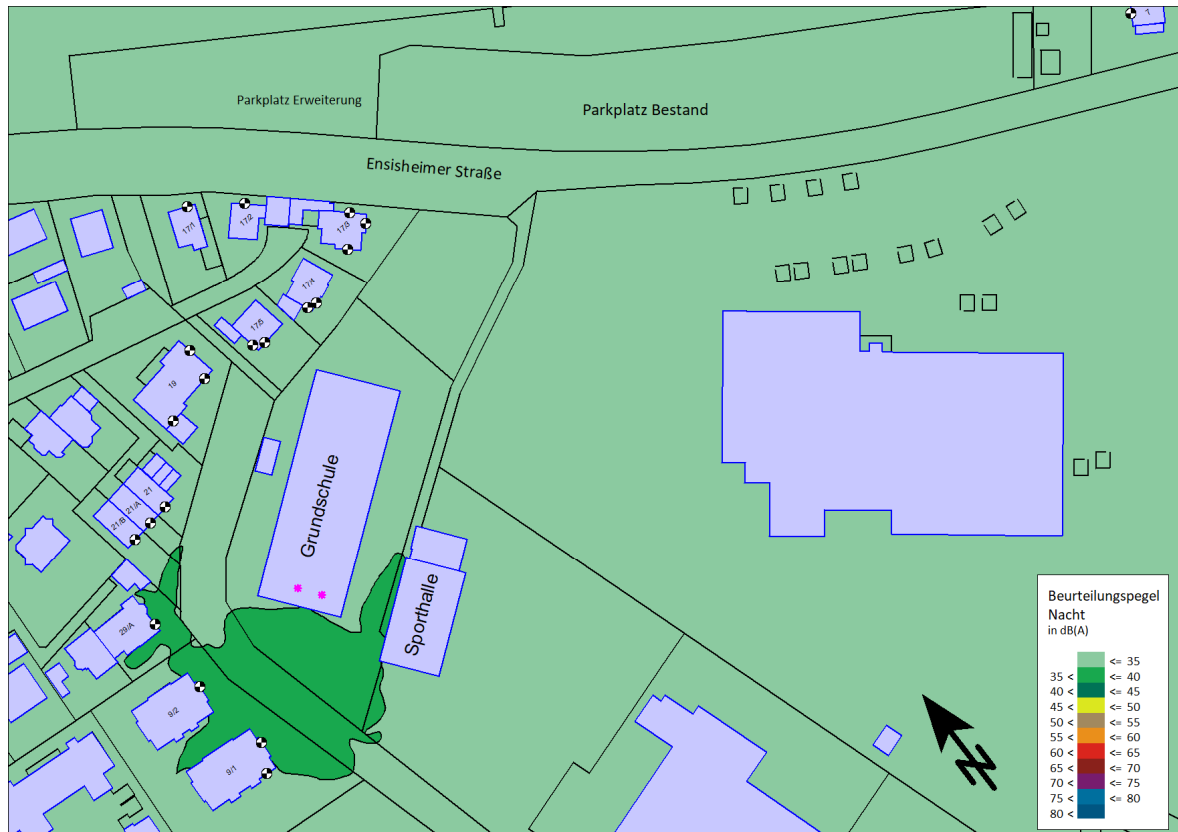 7
Parkplatz Erweiterung
Parkplatz Bestand
Ensisheimer Straße
17/1
17/2
17/3
17/4
17/5
19
21
21/A
21/B
Grundschule
Sporthalle
29/A
9/2
9/1
N
Beurteilungspegel
Nacht
in dB(A)
<= 35
35 < <= 40
40 < <= 45
45 < <= 50
50 < <= 55
55 < <= 60
60 < <= 65
65 < <= 70
70 < <= 75
75 < <= 80
80 <